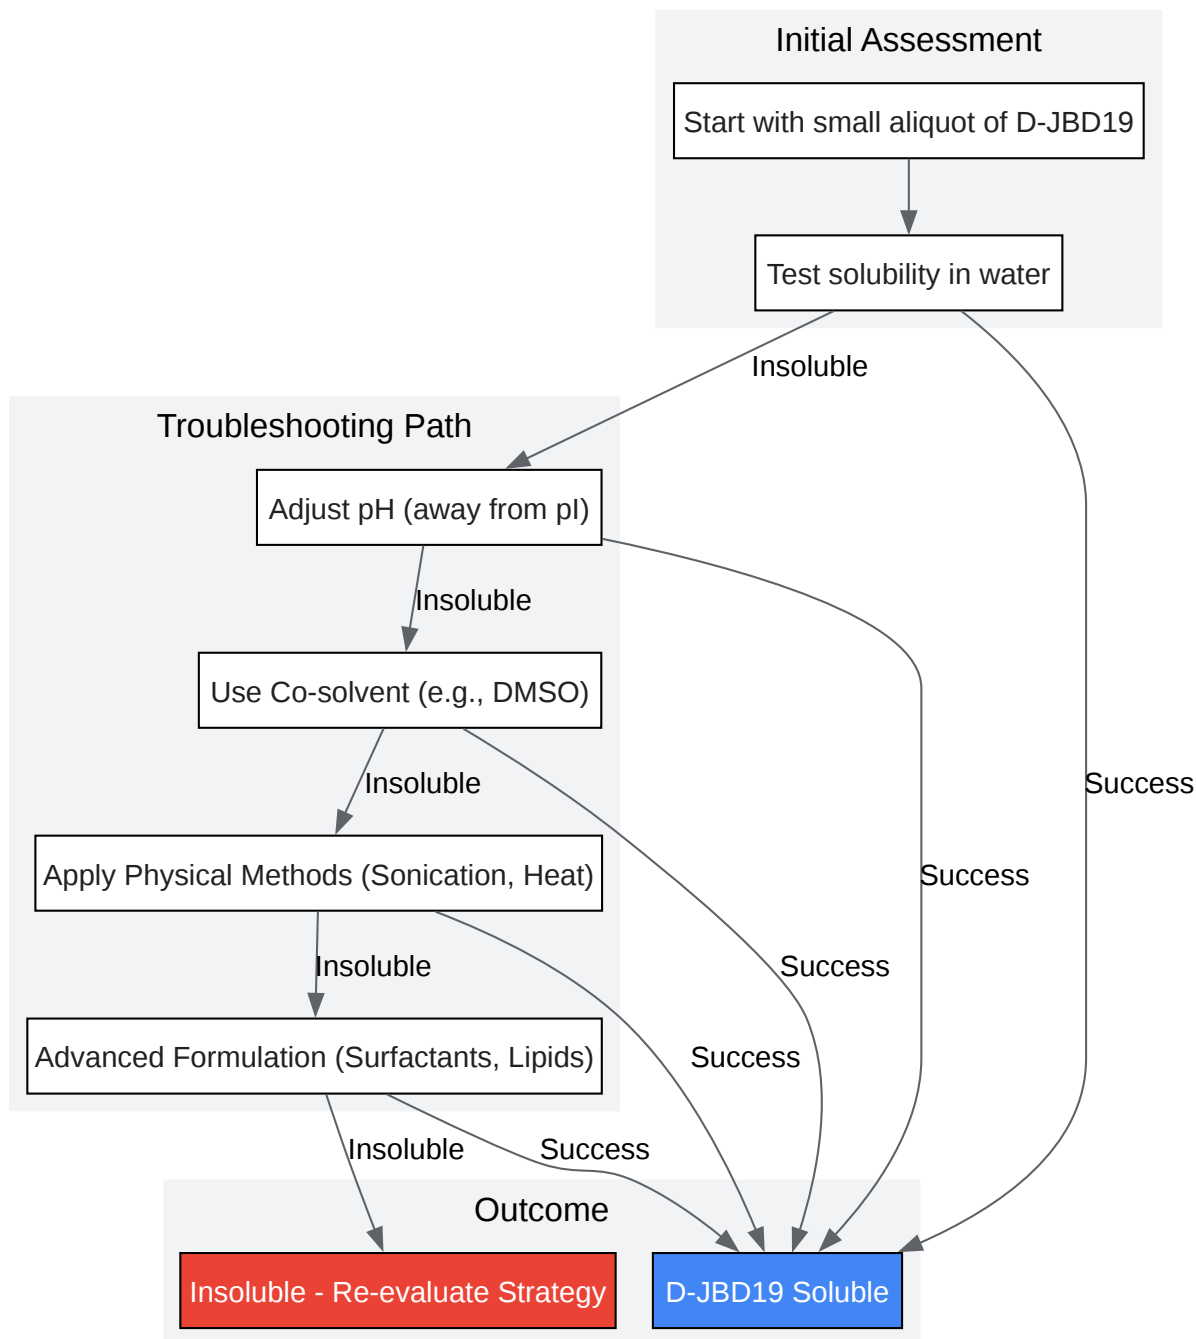 Initial Assessment
Start with small aliquot of D-JBD19
Test solubility in water
Insoluble
Troubleshooting Path
Adjust pH (away from pI)
Insoluble
Use Co-solvent (e.g., DMSO)
Insoluble
Success
Apply Physical Methods (Sonication, Heat)
Success
Insoluble
Success
Advanced Formulation (Surfactants, Lipids)
Success
Insoluble
Success
Outcome
Insoluble - Re-evaluate Strategy
D-JBD19 Soluble